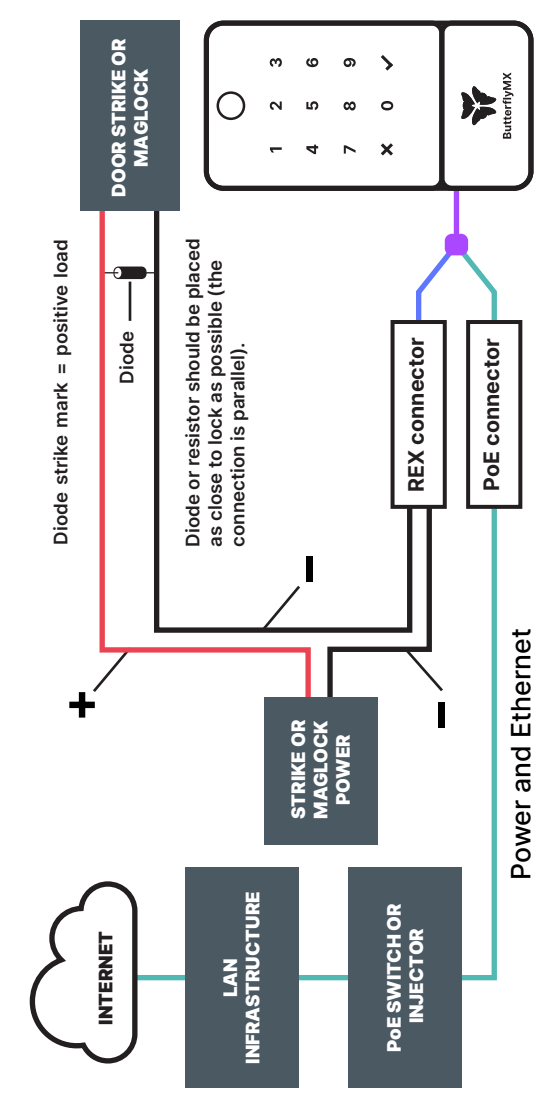 INTERNET
LAN
INFRASTRUCTURE
PoE SWITCH OR
INJECTOR
STRIKE OR
MAGLOCK
POWER
+
−
−
Power and Ethernet
Diode strike mark = positive load
Diode
Diode or resistor should be placed
as close to lock as possible (the
connection is parallel).
REX connector
PoE connector
DOOR STRIKE OR
MAGLOCK
1 2 3
4 5 6
7 8 9
✕ 0 ✓
ButterflyMX